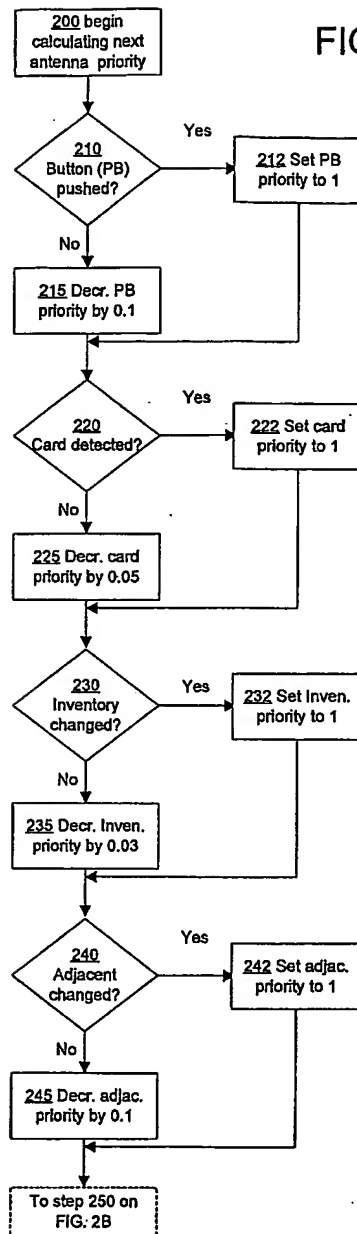 200 begin
calculating next
antenna priority
FIG
210
Button (PB)
pushed?
Yes
212 Set PB
priority to 1
No
215 Decr. PB
priority by 0.1
220
Card detected?
Yes
222 Set card
priority to 1
No
225 Decr. card
priority by 0.05
230
Inventory
changed?
Yes
232 Set Inven.
priority to 1
No
235 Decr. Inven.
priority by 0.03
240
Adjacent
changed?
Yes
242 Set adjac.
priority to 1
No
245 Decr. adjac.
priority by 0.1
To step 250 on
FIG. 2B